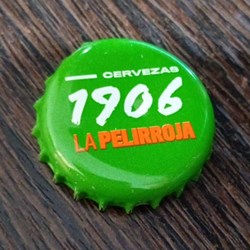 CERVEZAS
1906
LA PELIRROJA